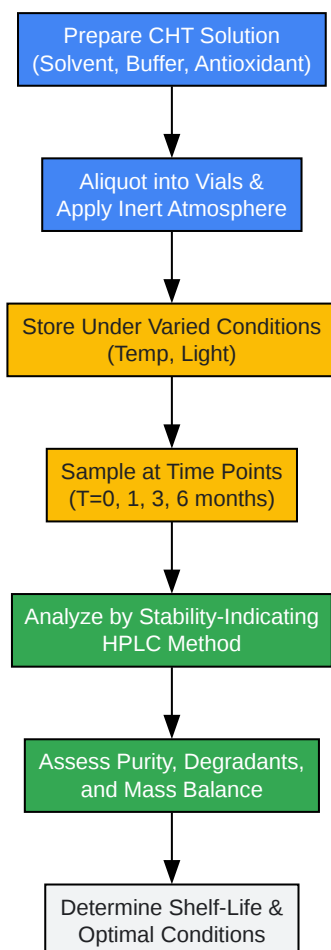 Prepare CHT Solution
(Solvent, Buffer, Antioxidant)
Aliquot into Vials &
Apply Inert Atmosphere
Store Under Varied Conditions
(Temp, Light)
Sample at Time Points
(T=0, 1, 3, 6 months)
Analyze by Stability-Indicating
HPLC Method
Assess Purity, Degradants,
and Mass Balance
Determine Shelf-Life &
Optimal Conditions